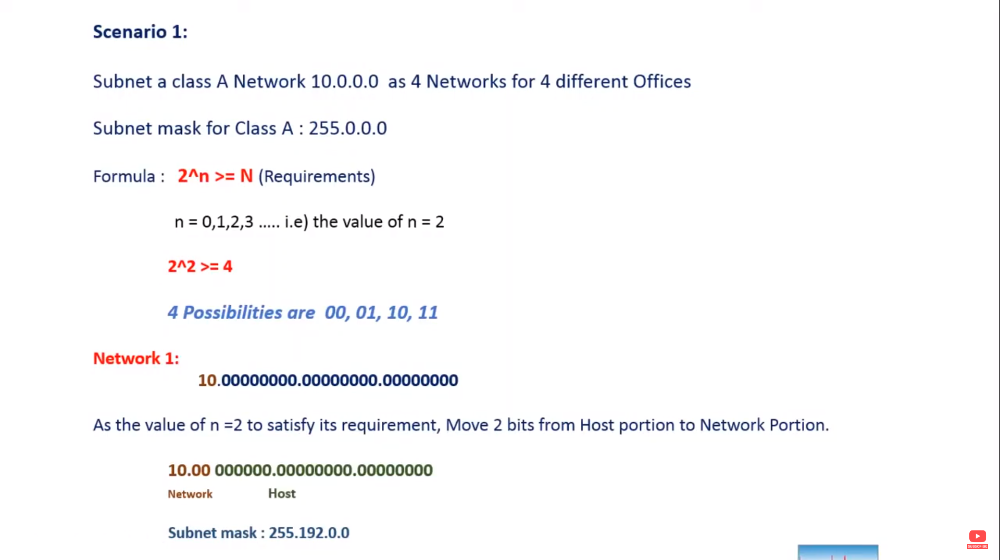 Scenario 1:
Subnet a class A Network 10.0.0.0 as 4 Networks for 4 different Offices
Subnet mask for Class A : 255.0.0.0
Formula : 2^n >= N (Requirements)
n = 0,1,2,3 ..... i.e) the value of n = 2
2^2 >= 4
4 Possibilities are 00, 01, 10, 11
Network 1:
10.00000000.00000000.00000000
As the value of n =2 to satisfy its requirement, Move 2 bits from Host portion to Network Portion.
10.00 000000.00000000.00000000
Network Host
Subnet mask : 255.192.0.0
SUBSCRIBE